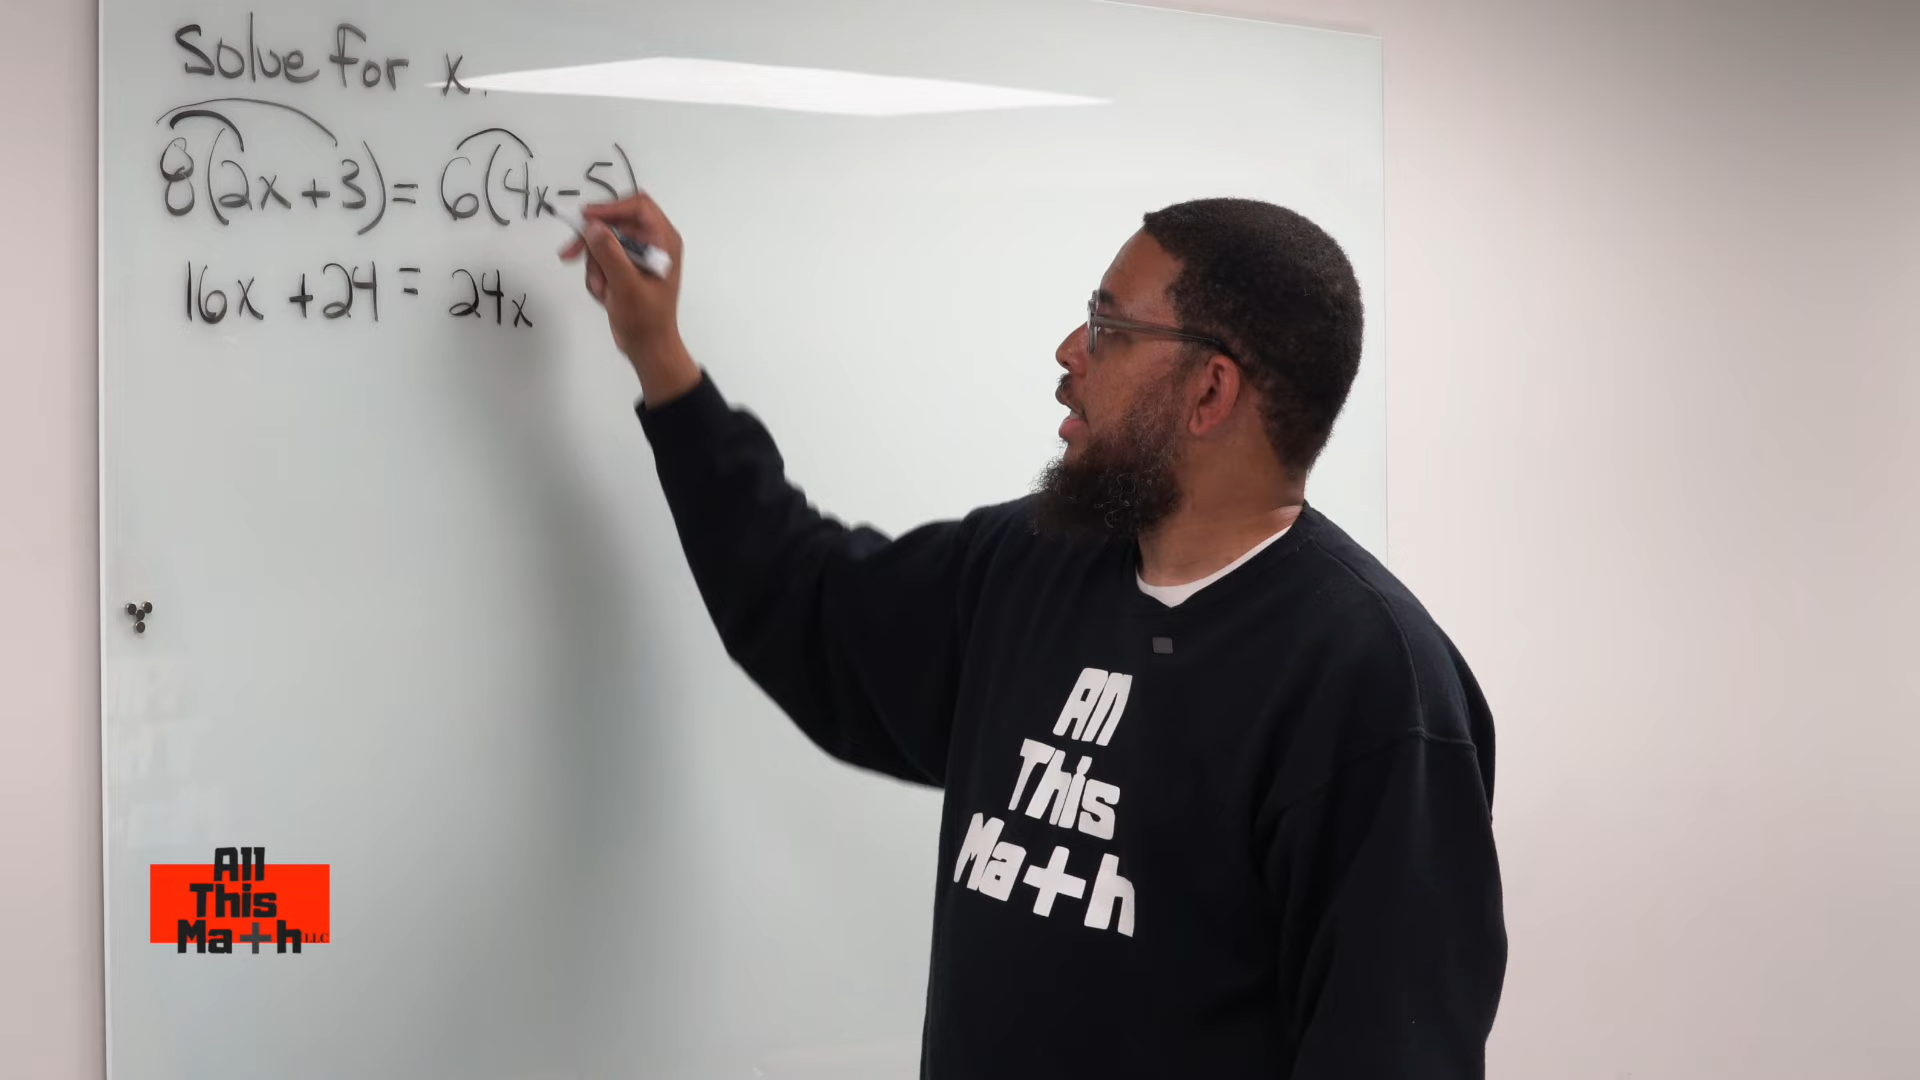 Solve for x.
8(2x+3)=6(4x-5)
16x +24 = 24x
All
This
Math
All
This
Math LLC